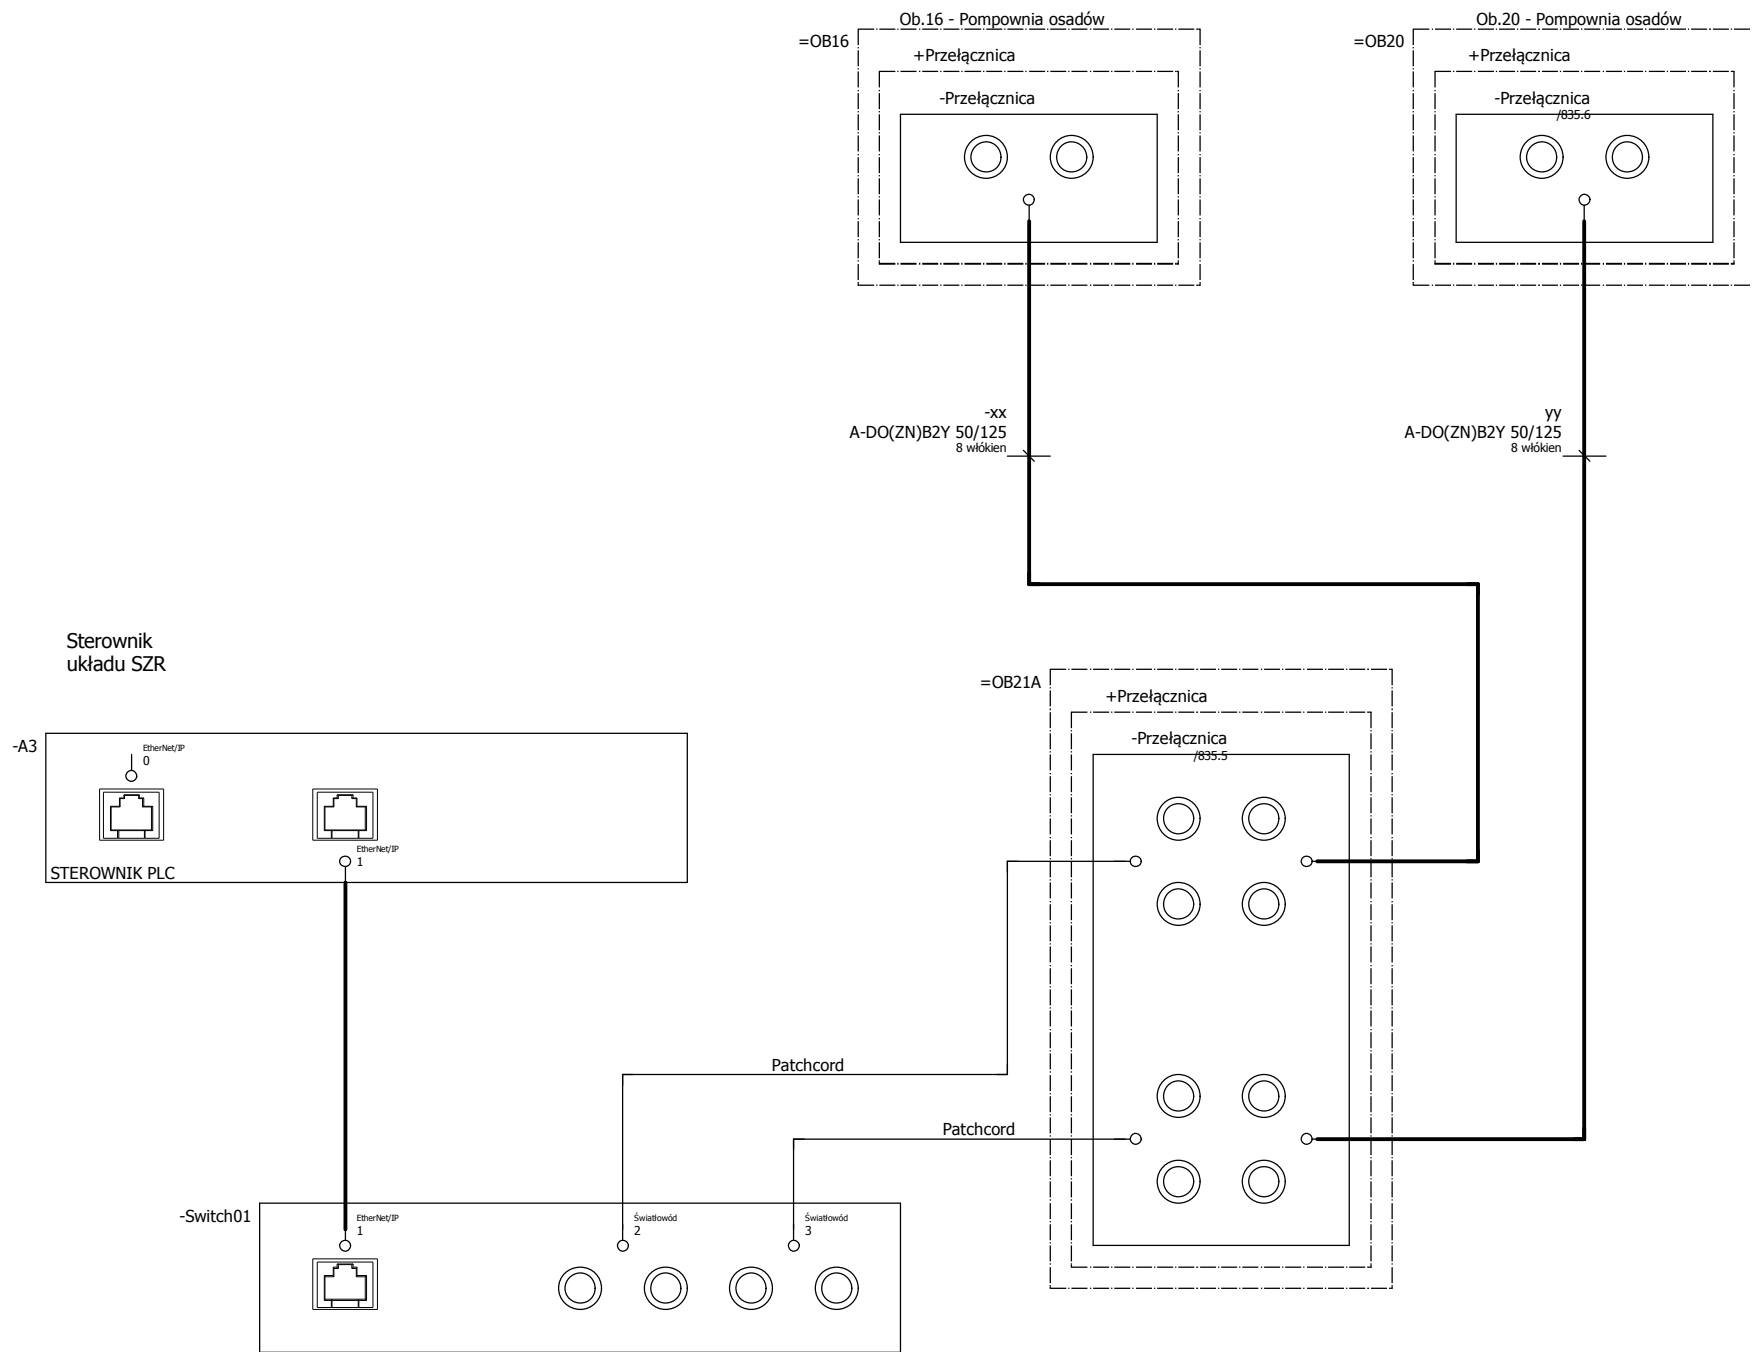 Ob.16 - Pompownia osadów
=OB16
+Przełącznica
-Przełącznica
Ob.20 - Pompownia osadów
=OB20
+Przełącznica
-Przełącznica
/835.6
-xx
A-DO(ZN)B2Y 50/125
8 włókien
yy
A-DO(ZN)B2Y 50/125
8 włókien
Sterownik
układu SZR
=OB21A
+Przełącznica
-Przełącznica
/835.5
-A3
EtherNet/IP
0
EtherNet/IP
1
STEROWNIK PLC
Patchcord
Patchcord
-Switch01
EtherNet/IP
1
Światłowód
2
Światłowód
3